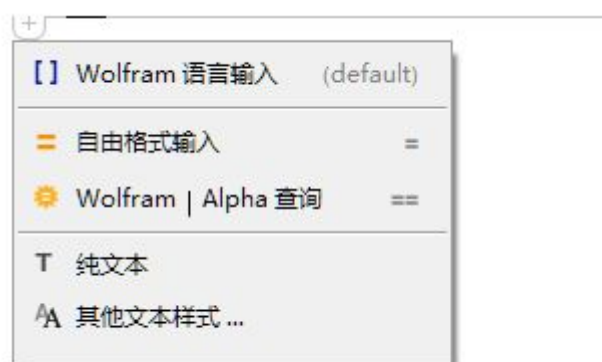 [] Wolfram 语言输入 (default)
= 自由格式输入 =
Wolfram | Alpha 查询 ==
T 纯文本
AA 其他文本样式 ...